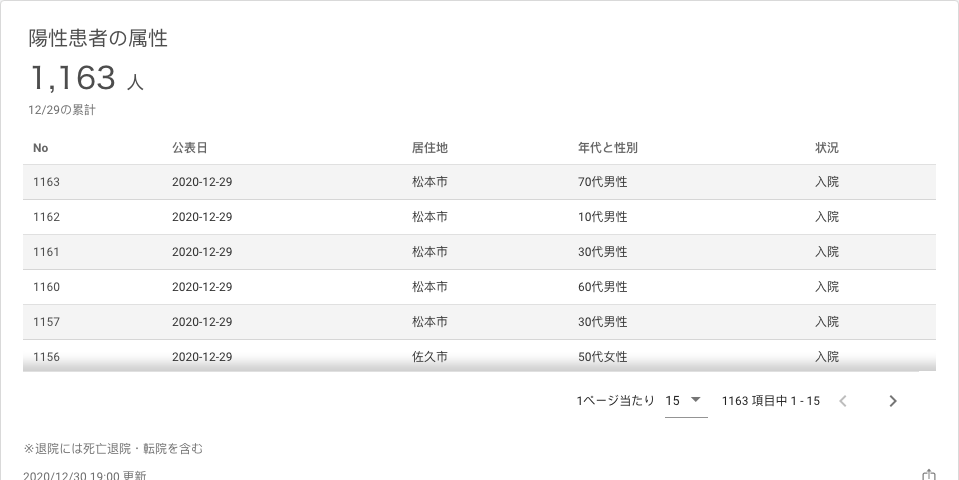 陽性患者の属性
1,163 人
12/29の累計
No 公表日 居住地 年代と性別 状況
1163 2020-12-29 松本市 70代男性 入院
1162 2020-12-29 松本市 10代男性 入院
1161 2020-12-29 松本市 30代男性 入院
1160 2020-12-29 松本市 60代男性 入院
1157 2020-12-29 松本市 30代男性 入院
1156 2020-12-29 佐久市 50代女性 入院
1ページ当たり 15 1163 項目中 1 - 15
※退院には死亡退院・転院を含む
2020/12/30 19:00 更新